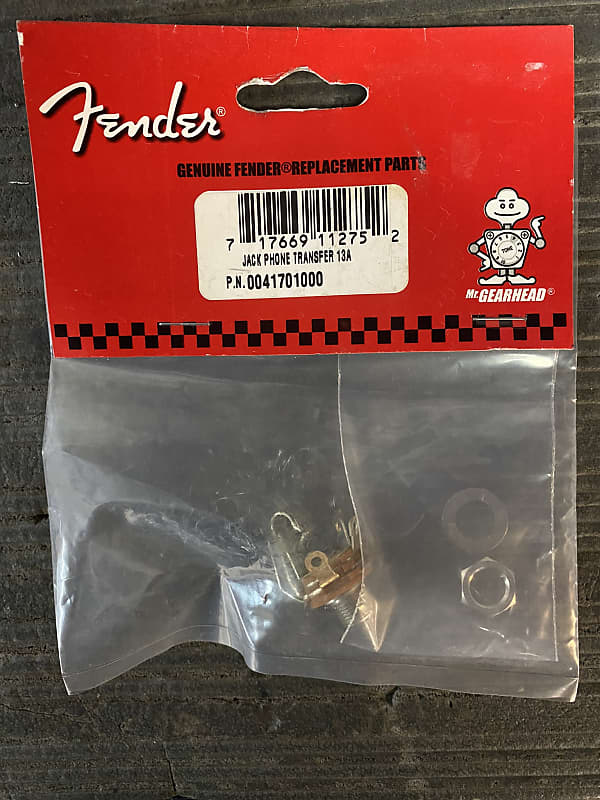 Fender®
GENUINE FENDER® REPLACEMENT PARTS
7 17669 11275 2
JACK PHONE TRANSFER 13A
P.N. 0041701000
TONE
Mr. GEARHEAD®